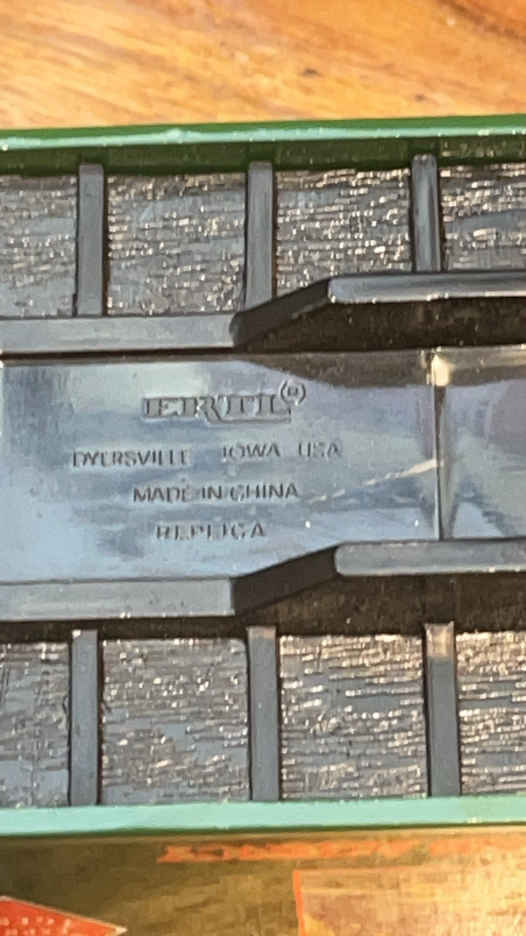 ERTL®
DYERSVILLE IOWA USA
MADE IN CHINA
REPLICA